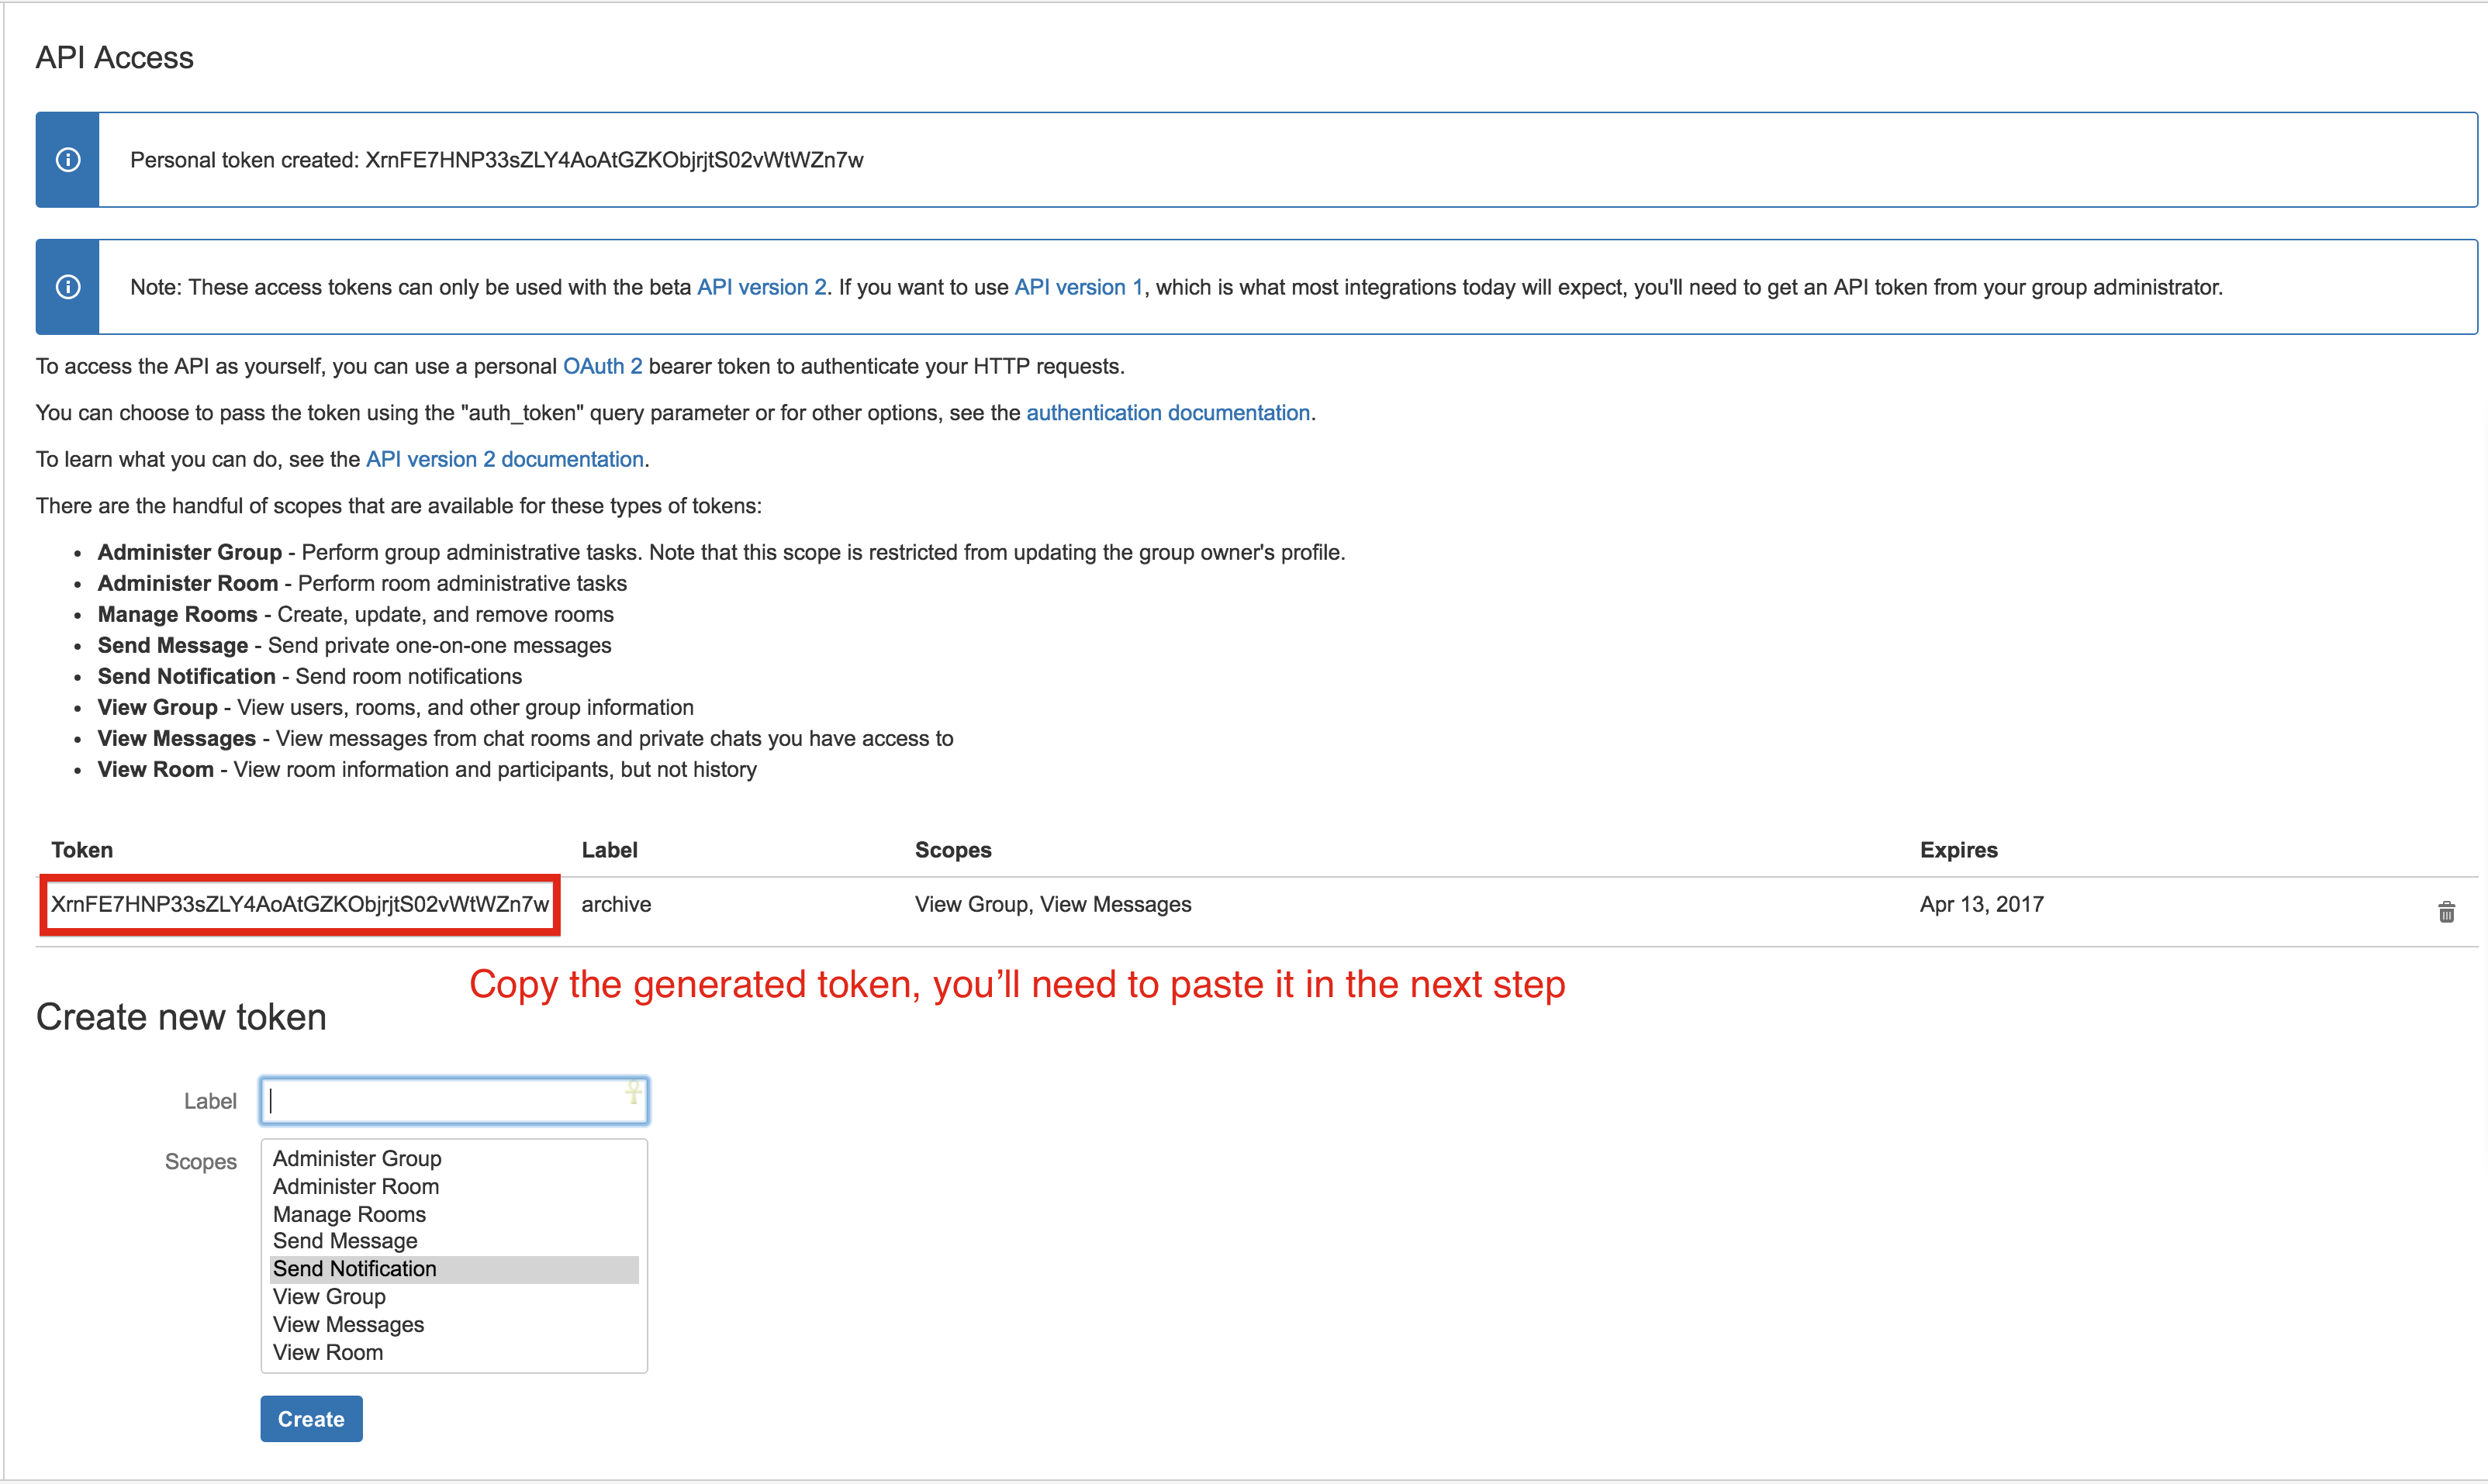 API Access
Personal token created: XrnFE7HNP33sZLY4AoAtGZKObjrjtS02vWtWZn7w
Note: These access tokens can only be used with the beta API version 2. If you want to use API version 1, which is what most integrations today will expect, you'll need to get an API token from your group administrator.
To access the API as yourself, you can use a personal OAuth 2 bearer token to authenticate your HTTP requests.
You can choose to pass the token using the "auth_token" query parameter or for other options, see the authentication documentation.
To learn what you can do, see the API version 2 documentation.
There are the handful of scopes that are available for these types of tokens:
• Administer Group - Perform group administrative tasks. Note that this scope is restricted from updating the group owner's profile.
• Administer Room - Perform room administrative tasks
• Manage Rooms - Create, update, and remove rooms
• Send Message - Send private one-on-one messages
• Send Notification - Send room notifications
• View Group - View users, rooms, and other group information
• View Messages - View messages from chat rooms and private chats you have access to
• View Room - View room information and participants, but not history
Token Label Scopes Expires
XrnFE7HNP33sZLY4AoAtGZKObjrjtS02vWtWZn7w archive View Group, View Messages Apr 13, 2017
Copy the generated token, you’ll need to paste it in the next step
Create new token
Label
Scopes
Administer Group
Administer Room
Manage Rooms
Send Message
Send Notification
View Group
View Messages
View Room
Create